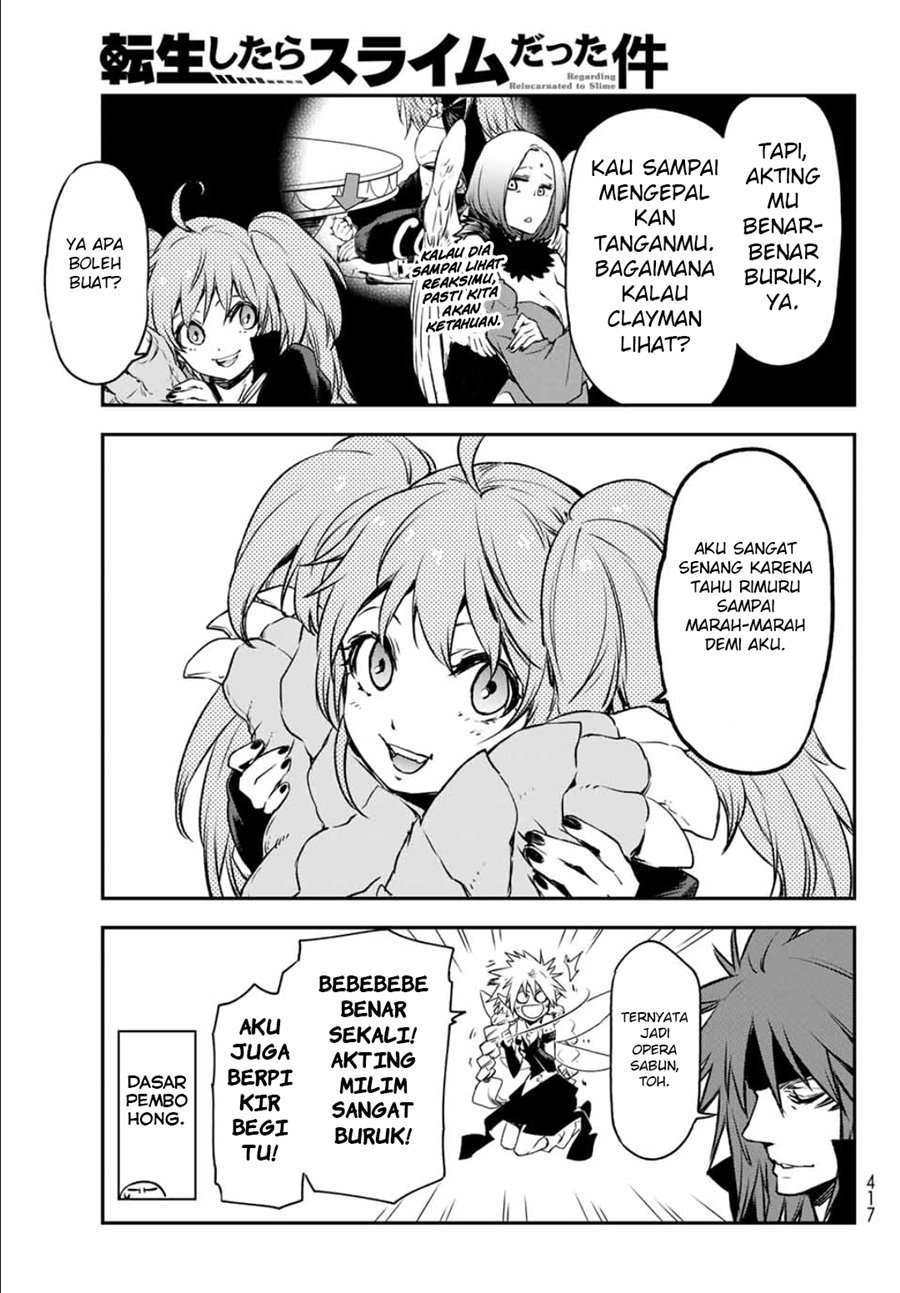 転生したらスライムだった件
Regarding
Reincarnated to Slime
TAPI,
AKTING
MU
BENAR-
BENAR
BURUK,
YA.
KAU SAMPAI
MENGEPAL
KAN
TANGANMU.
BAGAIMANA
KALAU
CLAYMAN
LIHAT?
KALAU DIA
SAMPAI LIHAT
REAKSIMU,
PASTI KITA
AKAN
KETAHUAN.
YA APA
BOLEH
BUAT?
AKU SANGAT
SENANG KARENA
TAHU RIMURU
SAMPAI
MARAH-MARAH
DEMI AKU.
TERNYATA
JADI
OPERA
SABUN,
TOH.
BEBEBEBE
BENAR
SEKALI!
AKTING
MILIM
SANGAT
BURUK!
AKU
JUGA
BERPI
KIR
BEGI
TU!
DASAR
PEMBO
HONG.
417